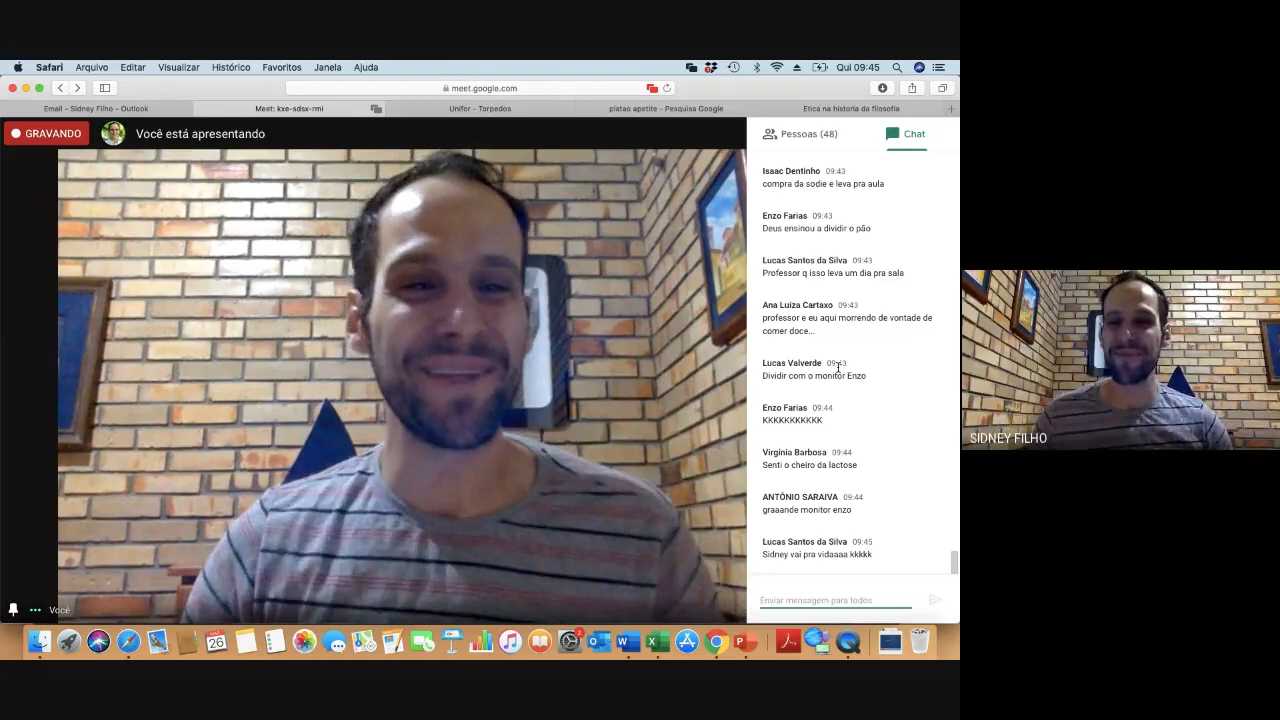 Safari Arquivo Editar Visualizar Histórico Favoritos Janela Ajuda Qui 09:45
meet.google.com
Email – Sidney Filho – Outlook Meet: kxe-sdsx-rmi Unifor - Torpedos platao apetite - Pesquisa Google Etica na historia da filosofia
GRAVANDO Você está apresentando
Pessoas (48) Chat
Isaac Dentinho 09:43
compra da sodie e leva pra aula
Enzo Farias 09:43
Deus ensinou a dividir o pão
Lucas Santos da Silva 09:43
Professor q isso leva um dia pra sala
Ana Luiza Cartaxo 09:43
professor e eu aqui morrendo de vontade de
comer doce...
Lucas Valverde 09:43
Dividir com o monitor Enzo
Enzo Farias 09:44
KKKKKKKKKKK
Virgínia Barbosa 09:44
Senti o cheiro da lactose
ANTÔNIO SARAIVA 09:44
graaande monitor enzo
Lucas Santos da Silva 09:45
Sidney vai pra vidaaaa kkkkk
Enviar mensagem para todos
Você
SIDNEY FILHO
26
2